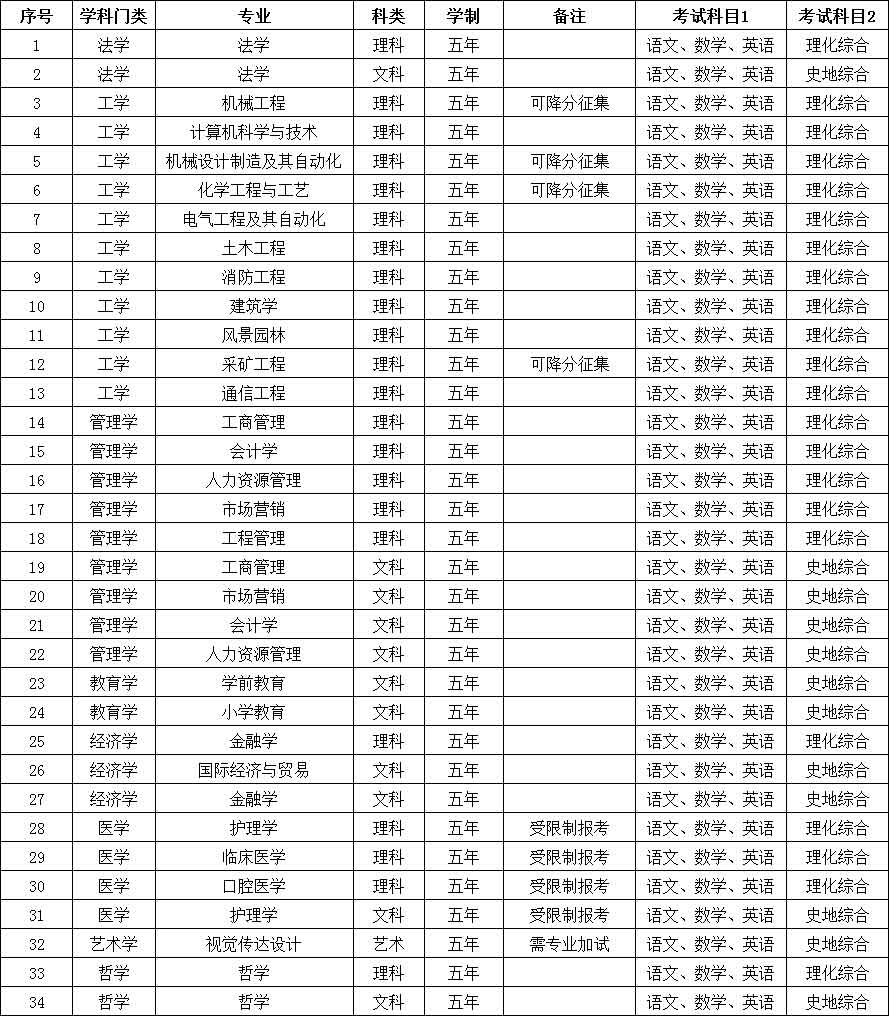 序号 学科门类 专业 科类 学制 备注 考试科目1 考试科目2
1 法学 法学 理科 五年 语文、数学、英语 理化综合
2 法学 法学 文科 五年 语文、数学、英语 史地综合
3 工学 机械工程 理科 五年 可降分征集 语文、数学、英语 理化综合
4 工学 计算机科学与技术 理科 五年 语文、数学、英语 理化综合
5 工学 机械设计制造及其自动化 理科 五年 可降分征集 语文、数学、英语 理化综合
6 工学 化学工程与工艺 理科 五年 可降分征集 语文、数学、英语 理化综合
7 工学 电气工程及其自动化 理科 五年 语文、数学、英语 理化综合
8 工学 土木工程 理科 五年 语文、数学、英语 理化综合
9 工学 消防工程 理科 五年 语文、数学、英语 理化综合
10 工学 建筑学 理科 五年 语文、数学、英语 理化综合
11 工学 风景园林 理科 五年 语文、数学、英语 理化综合
12 工学 采矿工程 理科 五年 可降分征集 语文、数学、英语 理化综合
13 工学 通信工程 理科 五年 语文、数学、英语 理化综合
14 管理学 工商管理 理科 五年 语文、数学、英语 理化综合
15 管理学 会计学 理科 五年 语文、数学、英语 理化综合
16 管理学 人力资源管理 理科 五年 语文、数学、英语 理化综合
17 管理学 市场营销 理科 五年 语文、数学、英语 理化综合
18 管理学 工程管理 理科 五年 语文、数学、英语 理化综合
19 管理学 工商管理 文科 五年 语文、数学、英语 史地综合
20 管理学 市场营销 文科 五年 语文、数学、英语 史地综合
21 管理学 会计学 文科 五年 语文、数学、英语 史地综合
22 管理学 人力资源管理 文科 五年 语文、数学、英语 史地综合
23 教育学 学前教育 文科 五年 语文、数学、英语 史地综合
24 教育学 小学教育 文科 五年 语文、数学、英语 史地综合
25 经济学 金融学 理科 五年 语文、数学、英语 理化综合
26 经济学 国际经济与贸易 文科 五年 语文、数学、英语 史地综合
27 经济学 金融学 文科 五年 语文、数学、英语 史地综合
28 医学 护理学 理科 五年 受限制报考 语文、数学、英语 理化综合
29 医学 临床医学 理科 五年 受限制报考 语文、数学、英语 理化综合
30 医学 口腔医学 理科 五年 受限制报考 语文、数学、英语 理化综合
31 医学 护理学 文科 五年 受限制报考 语文、数学、英语 史地综合
32 艺术学 视觉传达设计 艺术 五年 需专业加试 语文、数学、英语 史地综合
33 哲学 哲学 理科 五年 语文、数学、英语 理化综合
34 哲学 哲学 文科 五年 语文、数学、英语 史地综合